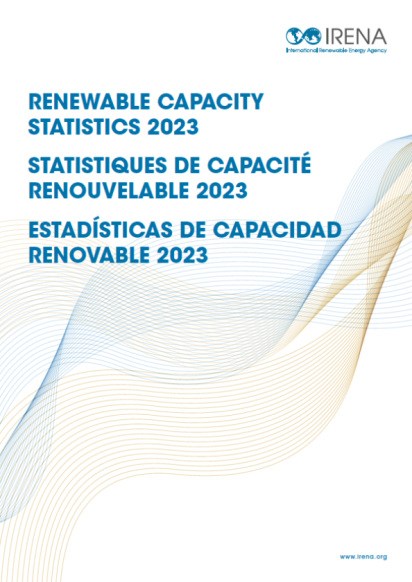 IRENA
International Renewable Energy Agency
RENEWABLE CAPACITY
STATISTICS 2023
STATISTIQUES DE CAPACITÉ
RENOUVELABLE 2023
ESTADÍSTICAS DE CAPACIDAD
RENOVABLE 2023
www.irena.org